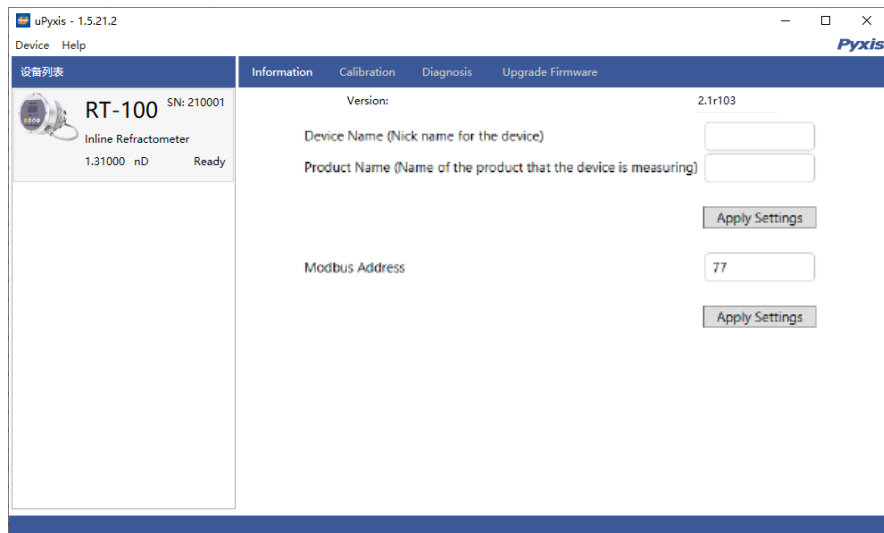 uPyxis - 1.5.21.2
Device Help
Pyxis
设备列表
Information Calibration Diagnosis Upgrade Firmware
RT-100 SN: 210001
Inline Refractometer
1.31000 nD Ready
Version: 2.1r103
Device Name (Nick name for the device)
Product Name (Name of the product that the device is measuring)
Apply Settings
Modbus Address 77
Apply Settings